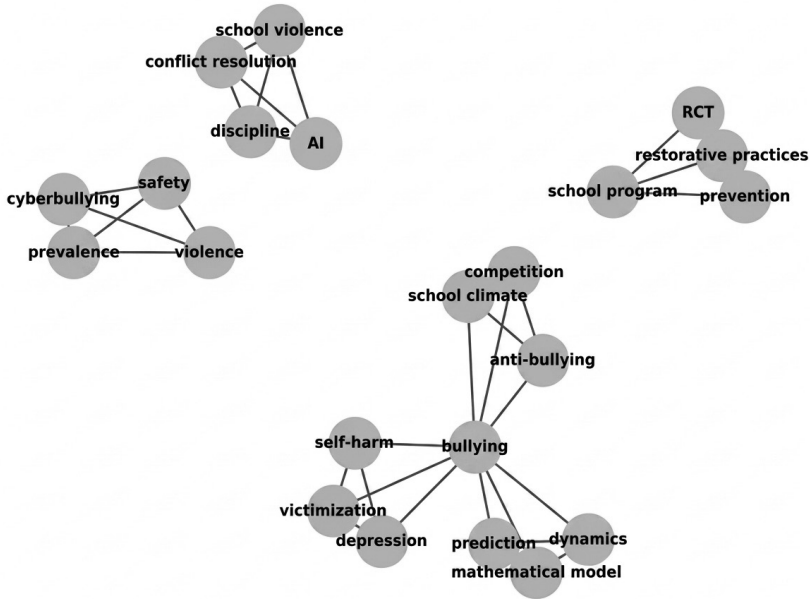 school violence
conflict resolution
discipline
AI
RCT
restorative practices
school program
prevention
safety
cyberbullying
prevalence
violence
competition
school climate
anti-bullying
self-harm
bullying
victimization
depression
prediction
dynamics
mathematical model